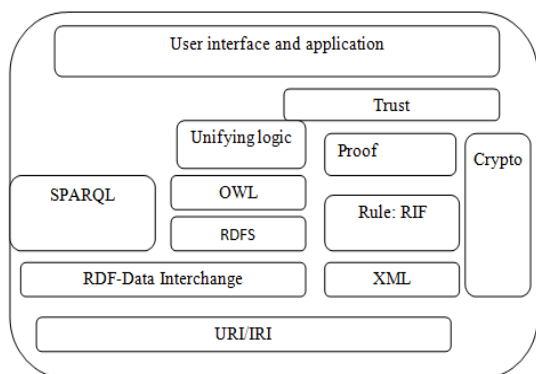 User interface and application
Trust
Unifying logic
Proof
Crypto
SPARQL
OWL
Rule: RIF
RDFS
RDF-Data Interchange
XML
URI/IRI